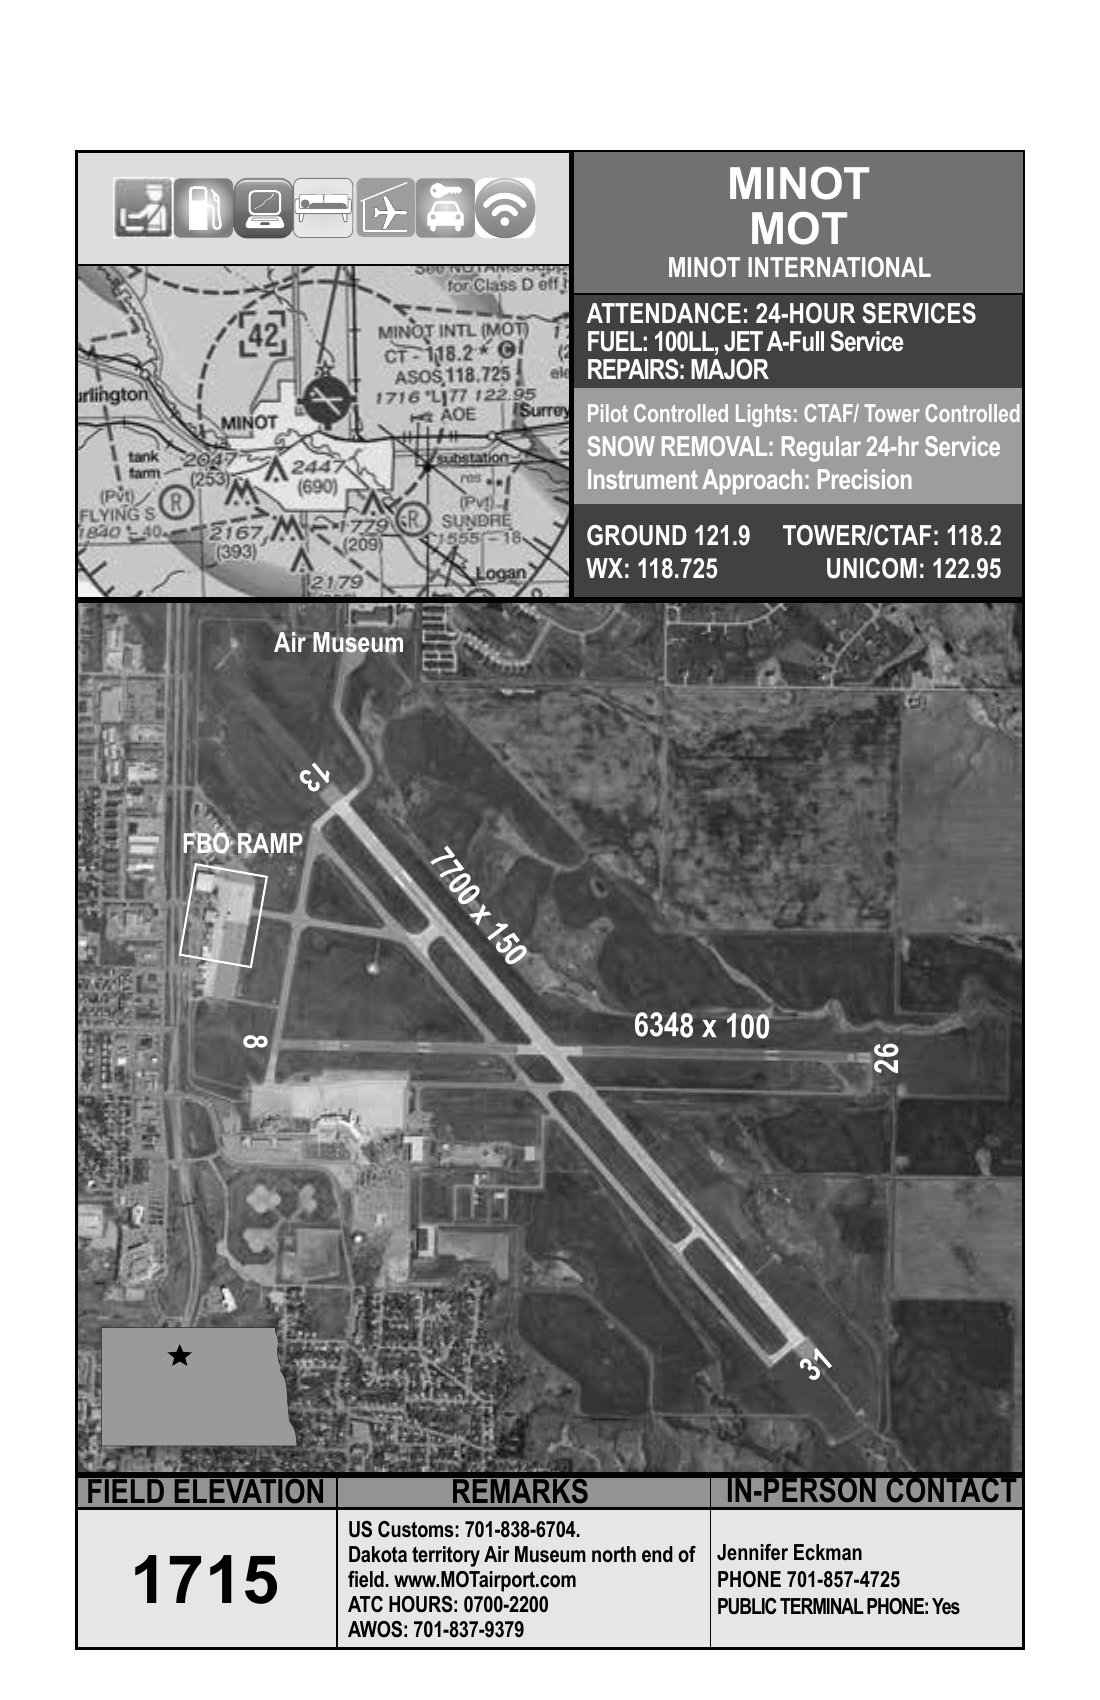 MINOT
MOT
MINOT INTERNATIONAL
See NOTAMs/Supp
for Class D eff h
42
MINOT INTL (MOT)
CT - 118.2 * C
ASOS 118.725
1716 *L 77 122.95
AOE
Surrey
urlington
MINOT
tank
farm
2047
(253)
2447
(690)
substation
(Pvt)
R
FLYING S
1840 - 40
2167
(393)
1779
(209)
R
(Pvt)
SUNDRE
1555 - 18
2179
Logan
ATTENDANCE: 24-HOUR SERVICES
FUEL: 100LL, JET A-Full Service
REPAIRS: MAJOR
Pilot Controlled Lights: CTAF/ Tower Controlled
SNOW REMOVAL: Regular 24-hr Service
Instrument Approach: Precision
GROUND 121.9 TOWER/CTAF: 118.2
WX: 118.725 UNICOM: 122.95
Air Museum
13
FBO RAMP
7700 x 150
8
6348 x 100
26
31
FIELD ELEVATION
1715
REMARKS
US Customs: 701-838-6704.
Dakota territory Air Museum north end of
field. www.MOTairport.com
ATC HOURS: 0700-2200
AWOS: 701-837-9379
IN-PERSON CONTACT
Jennifer Eckman
PHONE 701-857-4725
PUBLIC TERMINAL PHONE: Yes